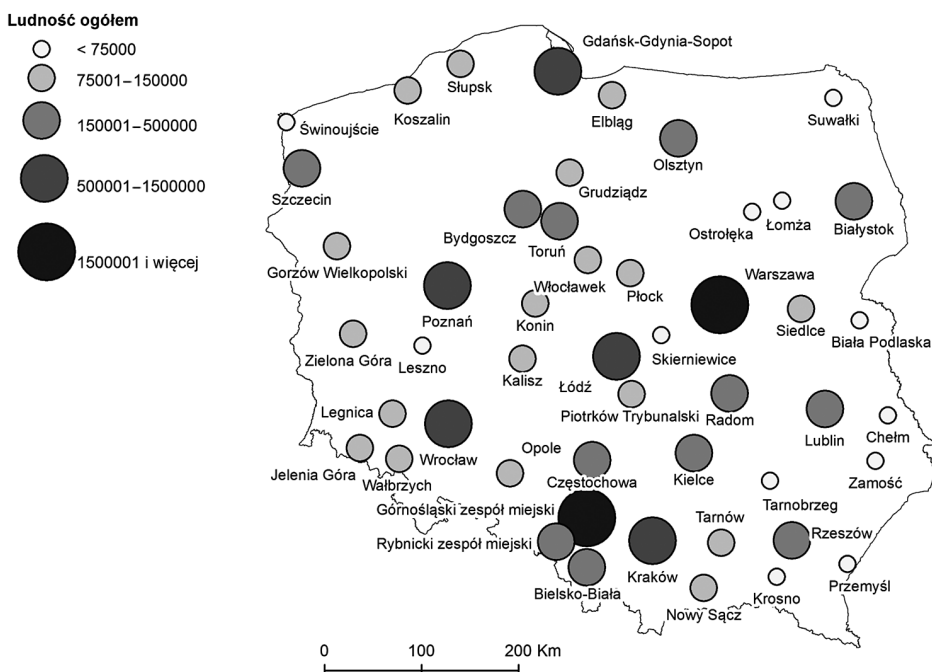 Ludność ogółem
< 75000
75001–150000
150001–500000
500001–1500000
1500001 i więcej
Gdańsk-Gdynia-Sopot
Słupsk
Koszalin
Elbląg
Suwałki
Świnoujście
Olsztyn
Szczecin
Grudziądz
Łomża
Ostrołęka
Białystok
Bydgoszcz
Toruń
Gorzów Wielkopolski
Włocławek
Płock
Warszawa
Poznań
Konin
Siedlce
Biała Podlaska
Zielona Góra
Leszno
Skierniewice
Kalisz
Łódź
Piotrków Trybunalski
Radom
Legnica
Lublin
Chełm
Wrocław
Opole
Jelenia Góra
Wałbrzych
Częstochowa
Kielce
Zamość
Tarnobrzeg
Górnośląski zespół miejski
Tarnów
Rzeszów
Rybnicki zespół miejski
Kraków
Bielsko-Biała
Krosno
Przemyśl
Nowy Sącz
0 100 200 Km